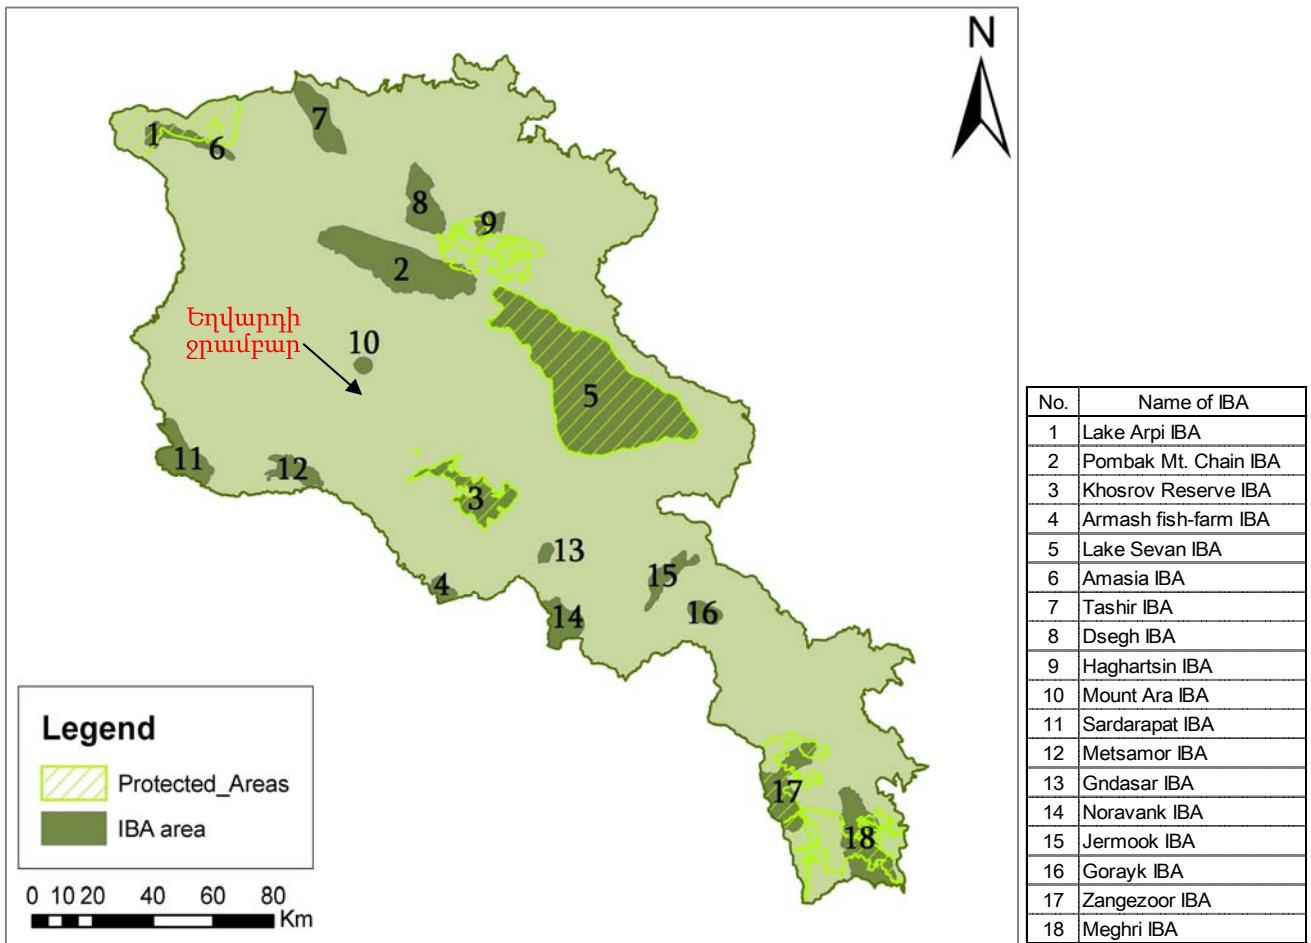 N
1
6
7
8
9
2
Եղվարդի
ջրամբար
10
5
11
12
3
13
4
14
15
16
17
18
Legend
Protected_Areas
IBA area
0 10 20 40 60 80
Km
No. Name of IBA
1 Lake Arpi IBA
2 Pombak Mt. Chain IBA
3 Khosrov Reserve IBA
4 Armash fish-farm IBA
5 Lake Sevan IBA
6 Amasia IBA
7 Tashir IBA
8 Dsegh IBA
9 Haghartsin IBA
10 Mount Ara IBA
11 Sardarapat IBA
12 Metsamor IBA
13 Gndasar IBA
14 Noravank IBA
15 Jermook IBA
16 Gorayk IBA
17 Zangezoor IBA
18 Meghri IBA